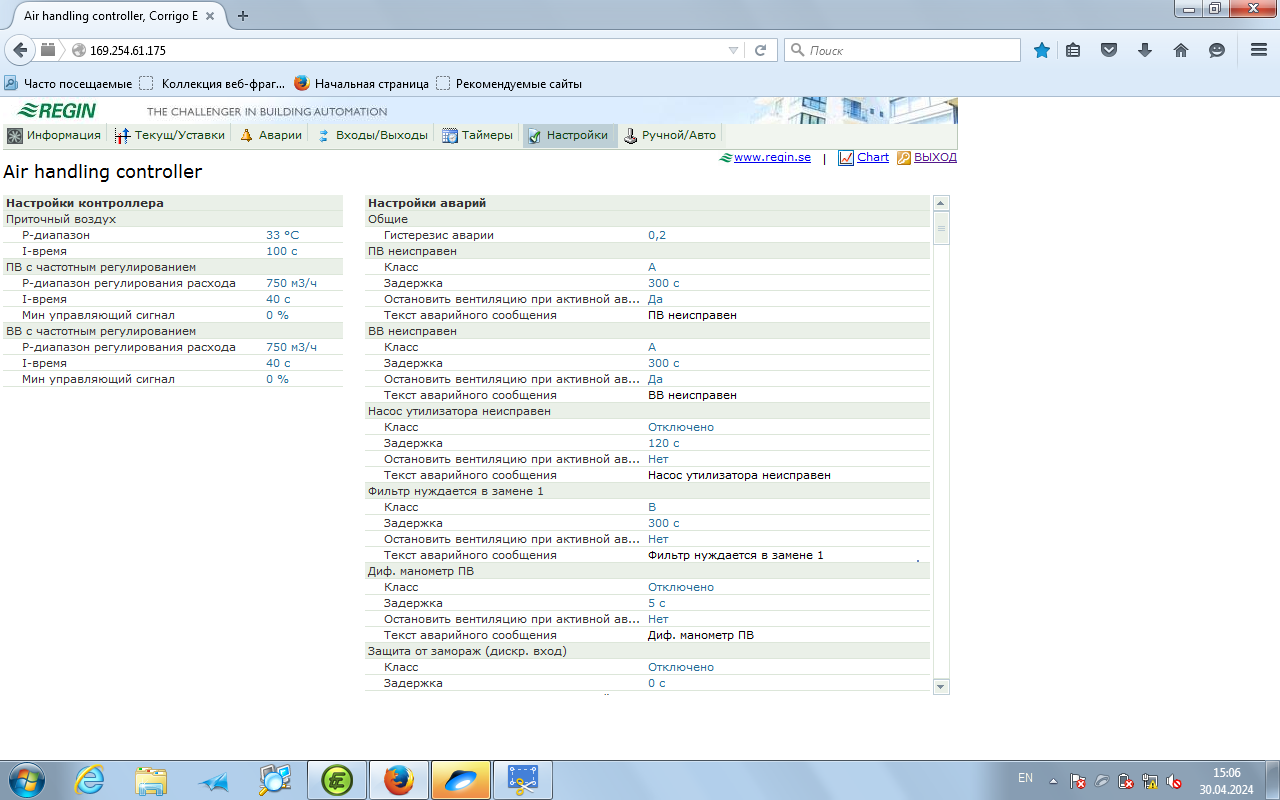 Air handling controller, Corrigo E
169.254.61.175
Поиск
Часто посещаемые Коллекция веб-фраг... Начальная страница Рекомендуемые сайты
REGIN THE CHALLENGER IN BUILDING AUTOMATION
Информация Текущ/Уставки Аварии Входы/Выходы Таймеры Настройки Ручной/Авто
www.regin.se | Chart ВЫХОД
Air handling controller
Настройки контроллера
Приточный воздух
P-диапазон 33 °C
I-время 100 с
ПВ с частотным регулированием
P-диапазон регулирования расхода 750 м3/ч
I-время 40 с
Мин управляющий сигнал 0 %
ВВ с частотным регулированием
P-диапазон регулирования расхода 750 м3/ч
I-время 40 с
Мин управляющий сигнал 0 %
Настройки аварий
Общие
Гистерезис аварии 0,2
ПВ неисправен
Класс A
Задержка 300 с
Остановить вентиляцию при активной ав... Да
Текст аварийного сообщения ПВ неисправен
ВВ неисправен
Класс A
Задержка 300 с
Остановить вентиляцию при активной ав... Да
Текст аварийного сообщения ВВ неисправен
Насос утилизатора неисправен
Класс Отключено
Задержка 120 с
Остановить вентиляцию при активной ав... Нет
Текст аварийного сообщения Насос утилизатора неисправен
Фильтр нуждается в замене 1
Класс B
Задержка 300 с
Остановить вентиляцию при активной ав... Нет
Текст аварийного сообщения Фильтр нуждается в замене 1
Диф. манометр ПВ
Класс Отключено
Задержка 5 с
Остановить вентиляцию при активной ав... Нет
Текст аварийного сообщения Диф. манометр ПВ
Защита от замораж (дискр. вход)
Класс Отключено
Задержка 0 с
EN
15:06
30.04.2024